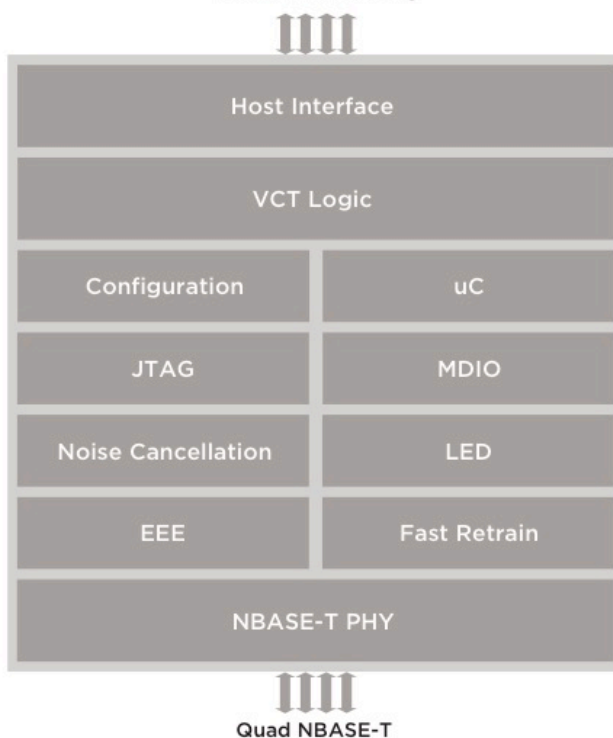 Host Interface
VCT Logic
Configuration uC
JTAG MDIO
Noise Cancellation LED
EEE Fast Retrain
NBASE-T PHY
Quad NBASE-T